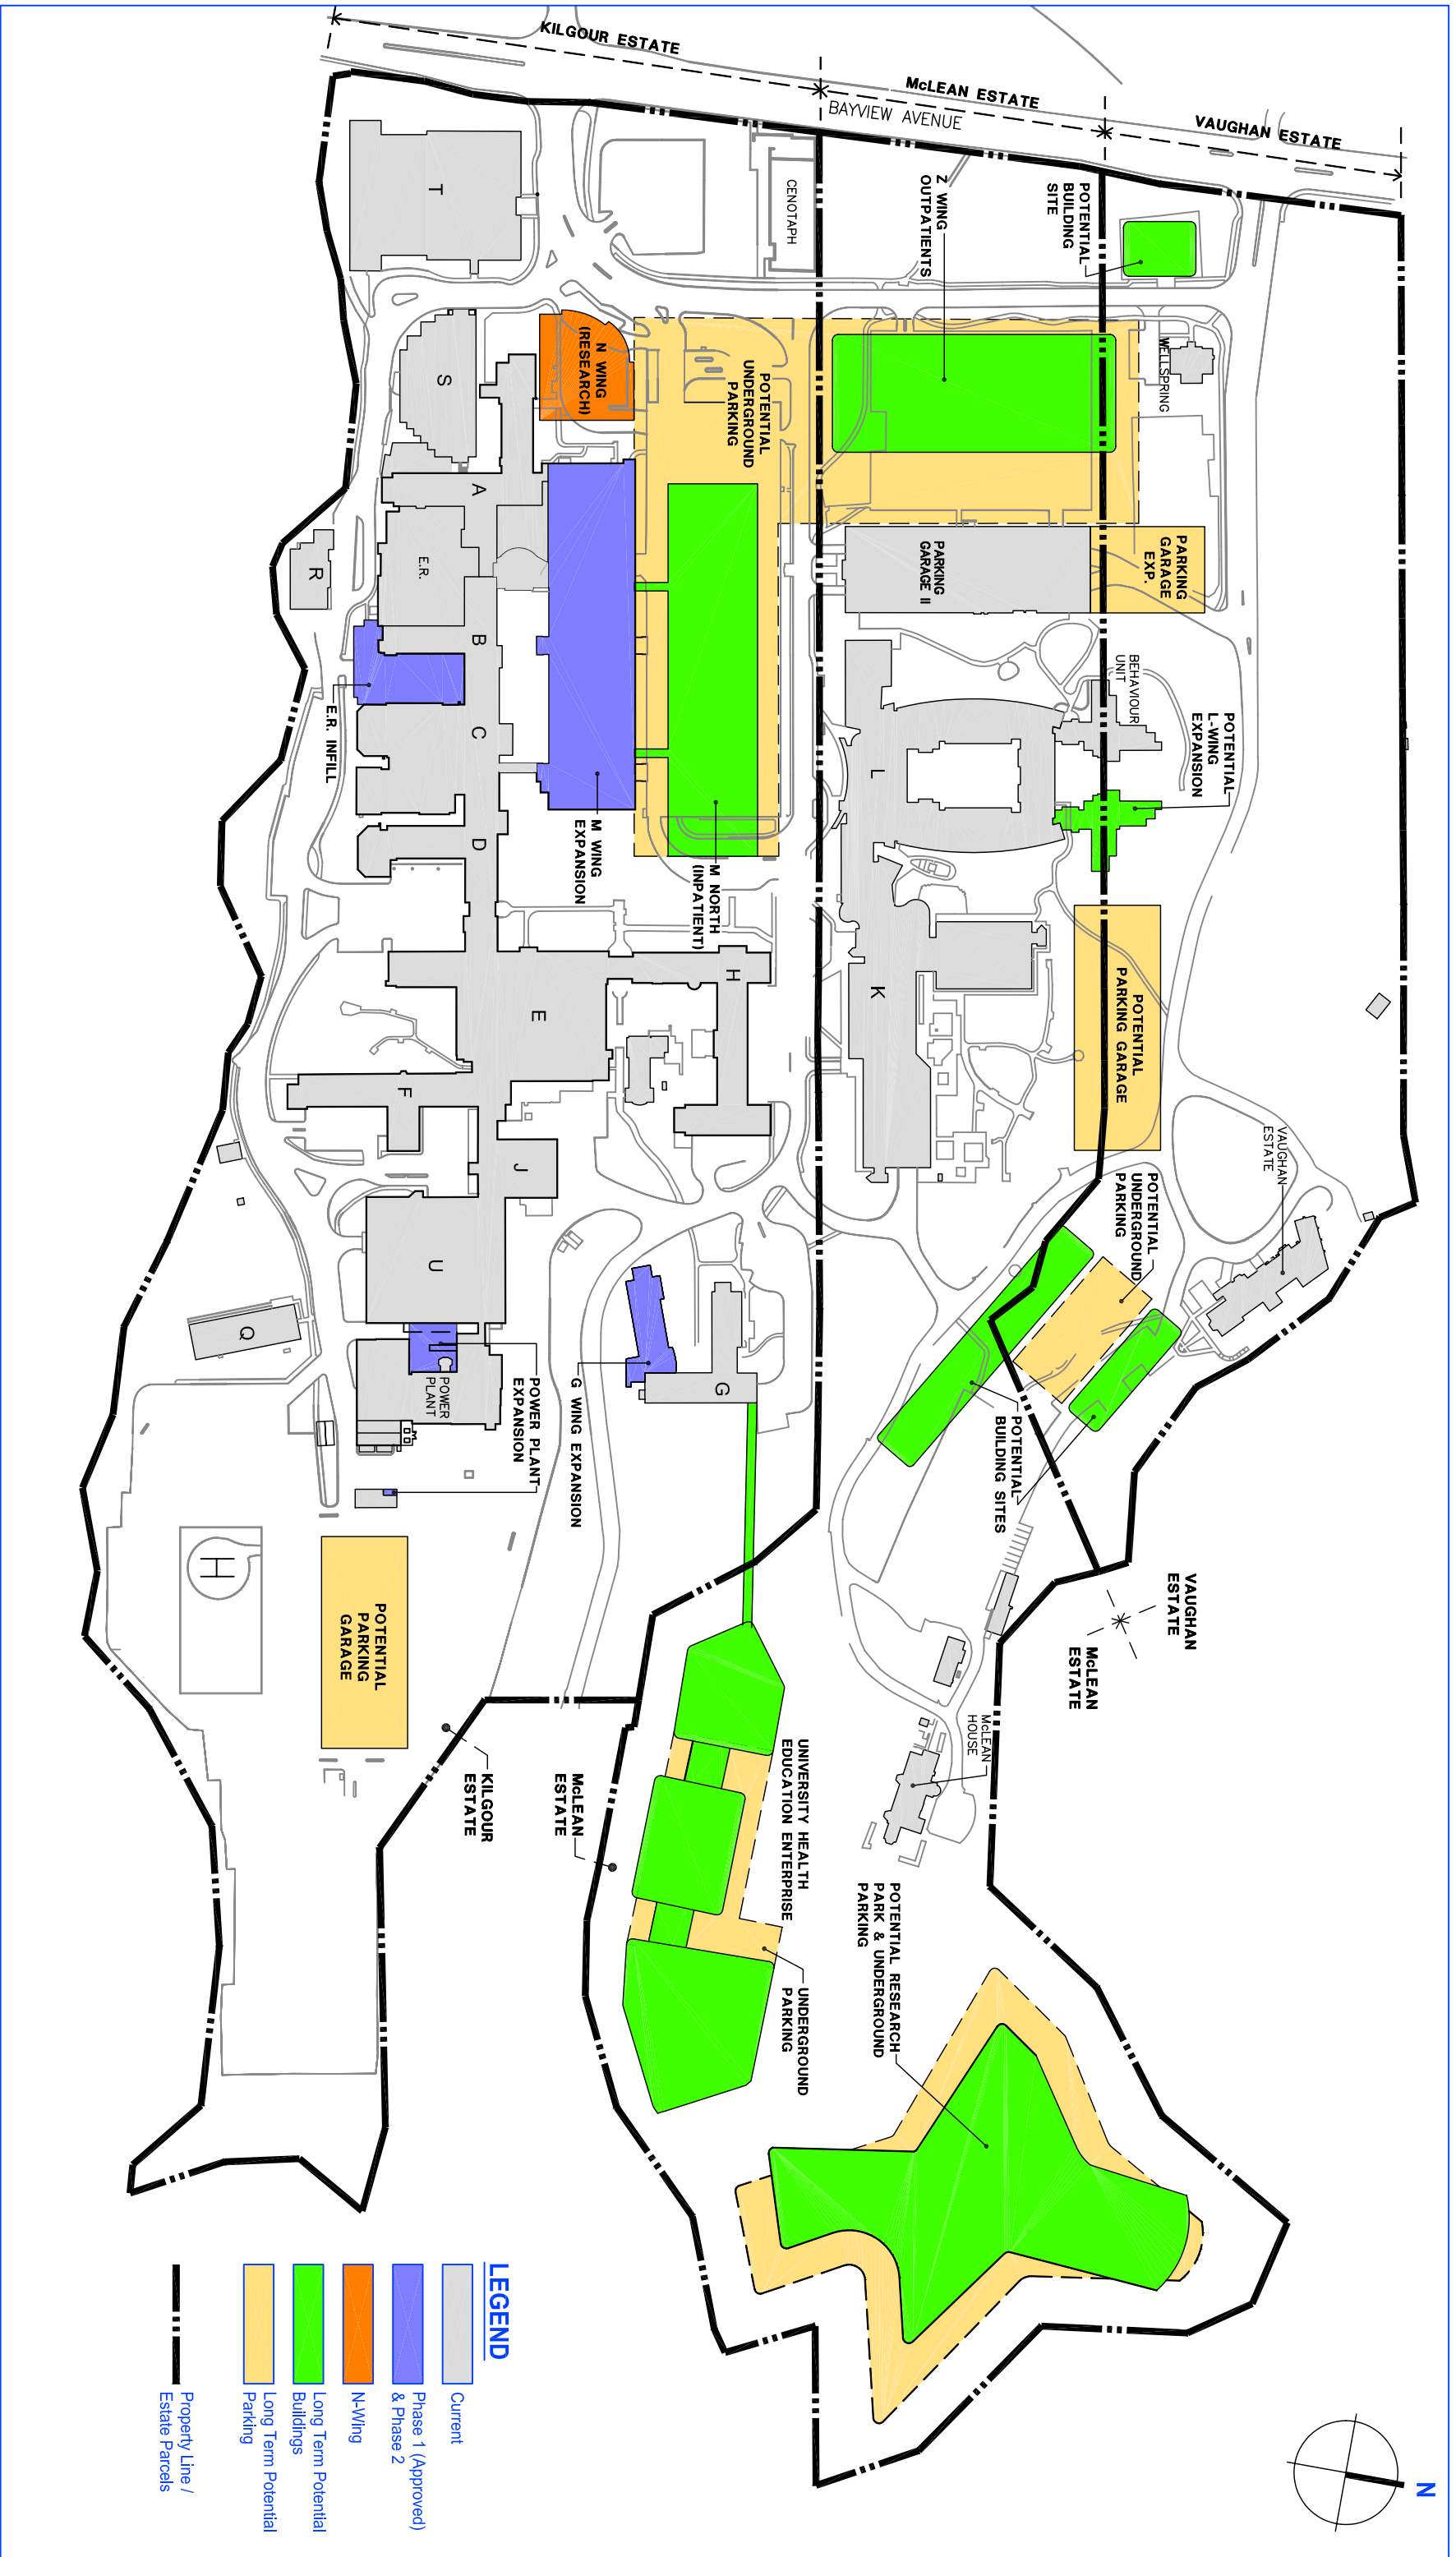 KILGOUR ESTATE
McLEAN ESTATE
VAUGHAN ESTATE
BAYVIEW AVENUE
CENOTAPH
Z WING
OUTPATIENTS
POTENTIAL
BUILDING
SITE
WELLSPRING
T
S
N WING
(RESEARCH)
POTENTIAL
UNDERGROUND
PARKING
PARKING
GARAGE II
PARKING
GARAGE
EXP.
A
E.R.
R
B
C
D
E.R. INFILL
M WING
EXPANSION
M NORTH
(INPATIENT)
BEHAVIOUR
UNIT
POTENTIAL
L-WING
EXPANSION
L
K
POTENTIAL
PARKING GARAGE
H
E
F
J
U
Q
VAUGHAN
ESTATE
POTENTIAL
UNDERGROUND
PARKING
POTENTIAL
BUILDING SITES
G
G WING EXPANSION
POWER
PLANT
POWER PLANT
EXPANSION
H
POTENTIAL
PARKING
GARAGE
VAUGHAN
ESTATE
McLEAN
ESTATE
McLEAN
HOUSE
KILGOUR
ESTATE
McLEAN
ESTATE
UNIVERSITY HEALTH
EDUCATION ENTERPRISE
UNDERGROUND
PARKING
POTENTIAL RESEARCH
PARK & UNDERGROUND
PARKING
LEGEND
Current
Phase 1 (Approved)
& Phase 2
N-Wing
Long Term Potential
Buildings
Long Term Potential
Parking
Property Line /
Estate Parcels
N